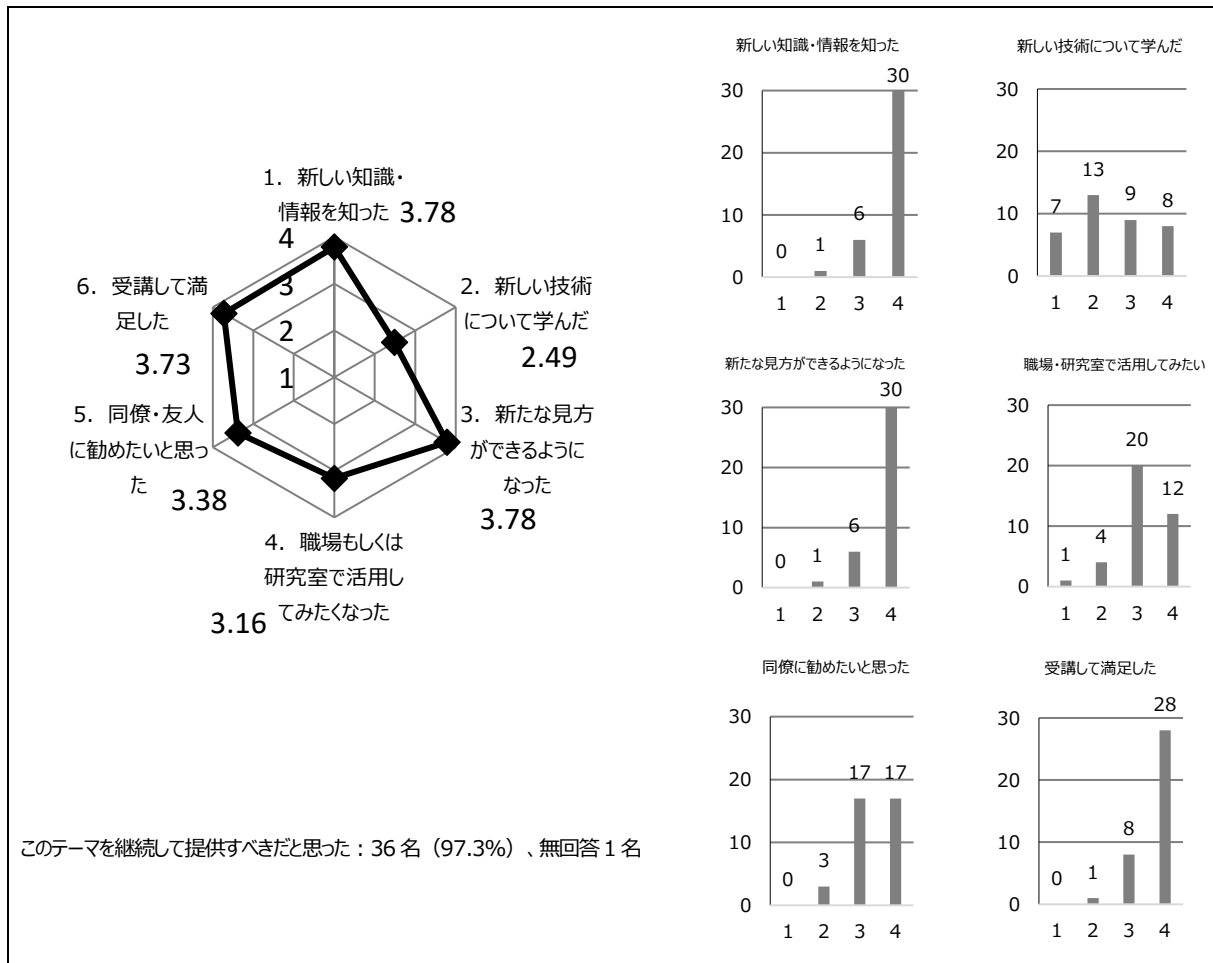 1．新しい知識・
情報を知った 3.78
4
3
2
1
2．新しい技術
について学んだ
2.49
3．新たな見方
ができるように
なった
3.78
4．職場もしくは
研究室で活用し
てみたくなった
3.16
5．同僚・友人
に勧めたいと思っ
た
3.38
6．受講して満
足した
3.73
このテーマを継続して提供すべきだと思った：36名（97.3%）、無回答1名
新しい知識・情報を知った
30
20
10
0
0
1
6
30
1 2 3 4
新しい技術について学んだ
30
20
10
0
7
13
9
8
1 2 3 4
新たな見方ができるようになった
30
20
10
0
0
1
6
30
1 2 3 4
職場・研究室で活用してみたい
30
20
10
0
1
4
20
12
1 2 3 4
同僚に勧めたいと思った
30
20
10
0
0
3
17
17
1 2 3 4
受講して満足した
30
20
10
0
0
1
8
28
1 2 3 4